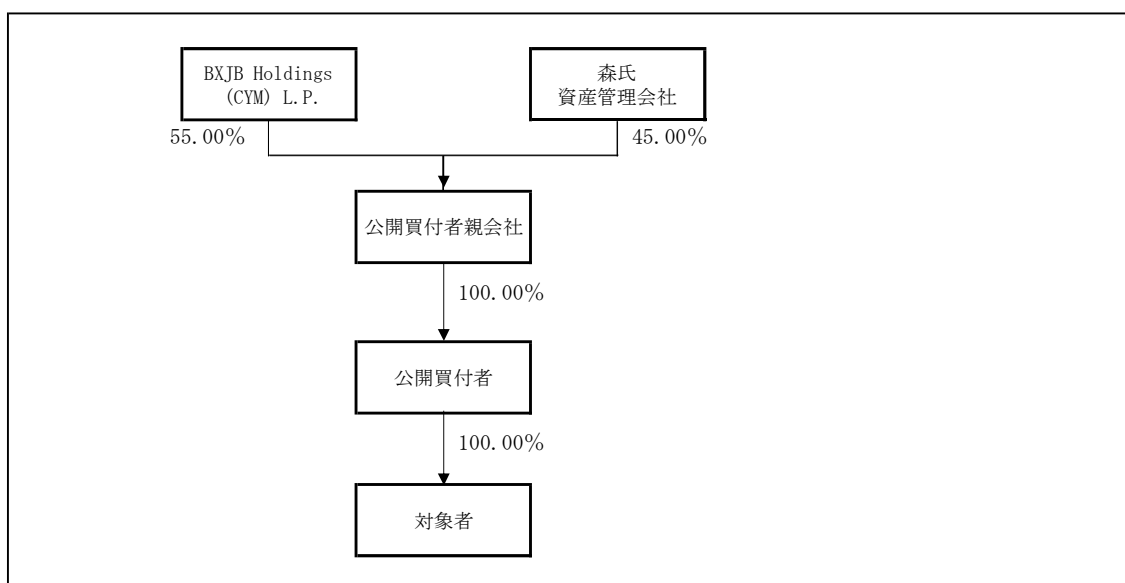 BXJB Holdings
(CYM) L.P.
森氏
資産管理会社
55.00%
45.00%
公開買付者親会社
100.00%
公開買付者
100.00%
対象者